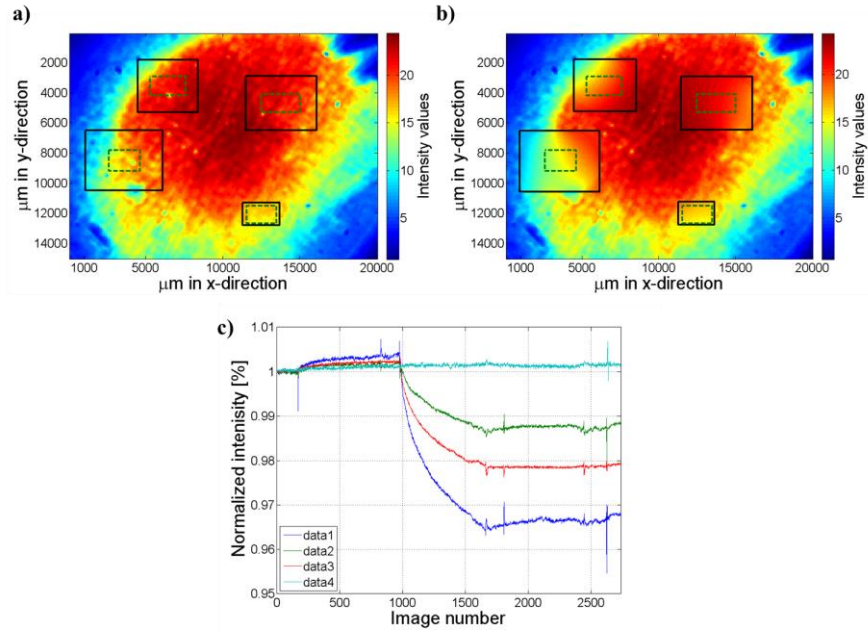 a)
2000
4000
6000
8000
10000
12000
14000
μm in y-direction
1000 5000 10000 15000 20000
μm in x-direction
20
15
10
5
Intensity values
b)
2000
4000
6000
8000
10000
12000
14000
μm in y-direction
1000 5000 10000 15000 20000
μm in x-direction
20
15
10
5
Intensity values
c)
1.01
1
0.99
0.98
0.97
0.96
0.95
Normalized intenisity [%]
data1
data2
data3
data4
0 500 1000 1500 2000 2500
Image number